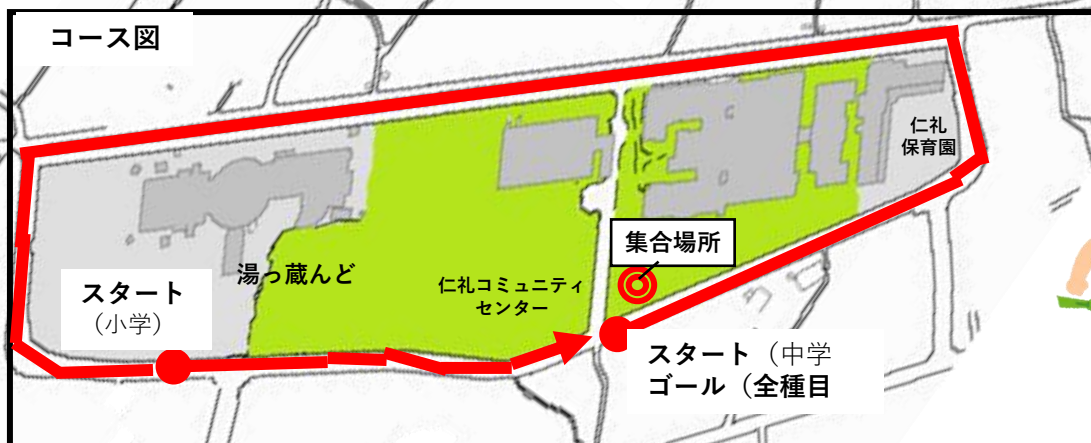 コース図
仁礼
保育園
集合場所
湯っ蔵んど
仁礼コミュニティ
センター
スタート
（小学）
スタート（中学
ゴール（全種目